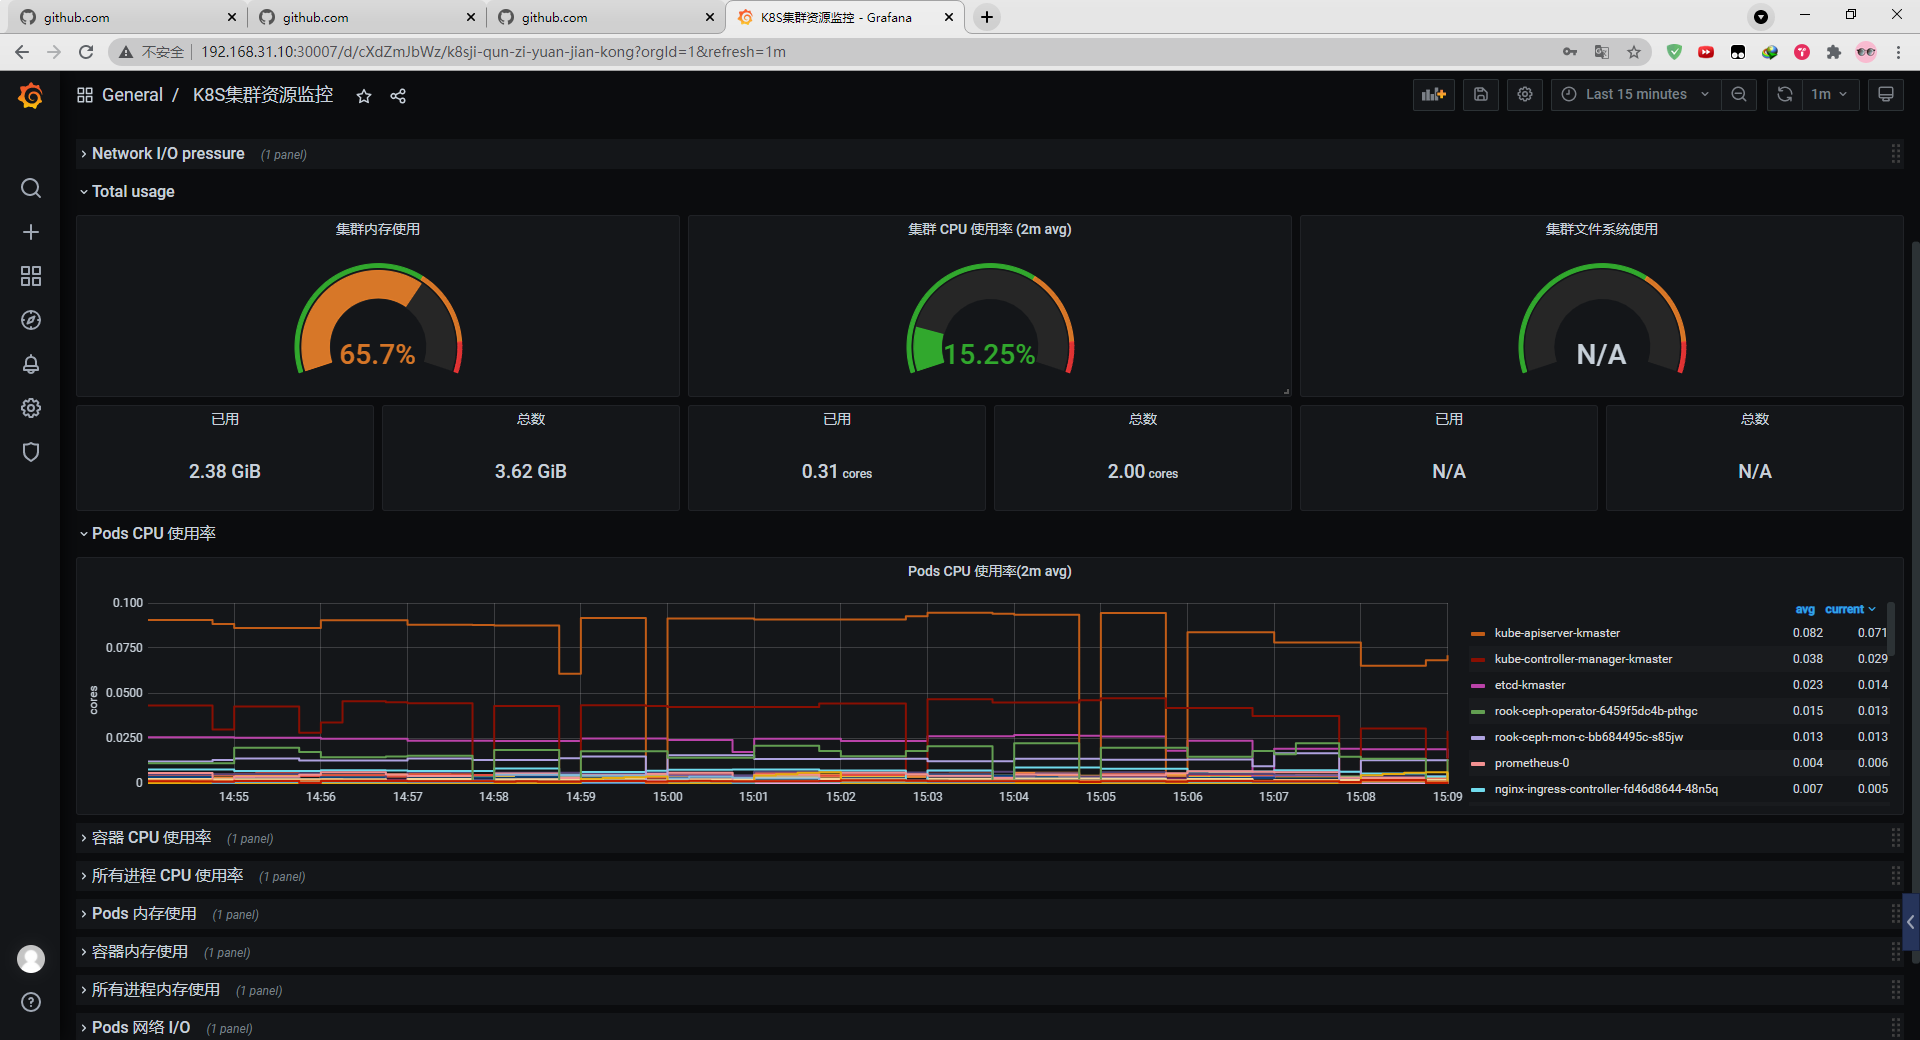 github.com
github.com
github.com
K8S集群资源监控 - Grafana
不安全 192.168.31.10:30007/d/cXdZmJbWz/k8sji-qun-zi-yuan-jian-kong?orgId=1&refresh=1m
General / K8S集群资源监控
Last 15 minutes
1m
Network I/O pressure (1 panel)
Total usage
集群内存使用
65.7%
集群 CPU 使用率 (2m avg)
15.25%
集群文件系统使用
N/A
已用
2.38 GiB
总数
3.62 GiB
已用
0.31 cores
总数
2.00 cores
已用
N/A
总数
N/A
Pods CPU 使用率
Pods CPU 使用率(2m avg)
cores
0.100
0.0750
0.0500
0.0250
0
14:55 14:56 14:57 14:58 14:59 15:00 15:01 15:02 15:03 15:04 15:05 15:06 15:07 15:08 15:09
avg current
kube-apiserver-kmaster 0.082 0.071
kube-controller-manager-kmaster 0.038 0.029
etcd-kmaster 0.023 0.014
rook-ceph-operator-6459f5dc4b-pthgc 0.015 0.013
rook-ceph-mon-c-bb684495c-s85jw 0.013 0.013
prometheus-0 0.004 0.006
nginx-ingress-controller-fd46d8644-48n5q 0.007 0.005
容器 CPU 使用率 (1 panel)
所有进程 CPU 使用率 (1 panel)
Pods 内存使用 (1 panel)
容器内存使用 (1 panel)
所有进程内存使用 (1 panel)
Pods 网络 I/O (1 panel)